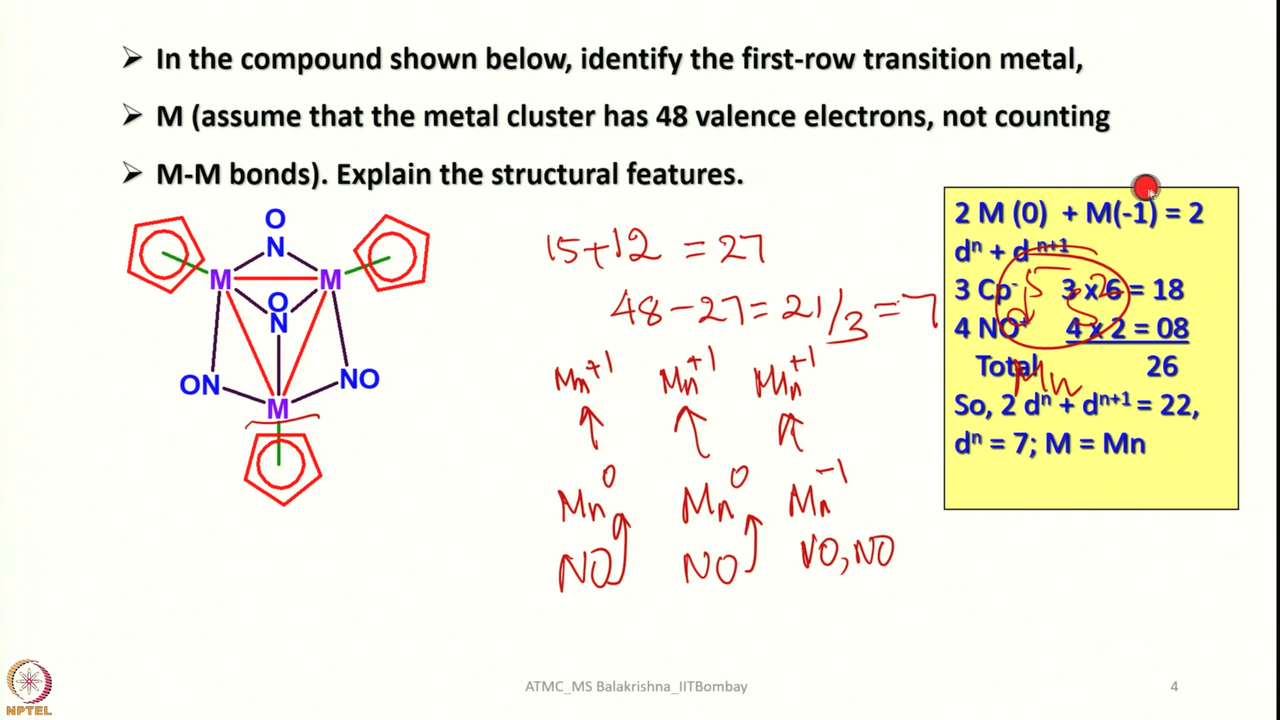 ➢ In the compound shown below, identify the first-row transition metal,
➢ M (assume that the metal cluster has 48 valence electrons, not counting
➢ M-M bonds). Explain the structural features.
O
N
M M
O
N
ON NO
M
15+12 = 27
48-27 = 21/3 = 7
Mn+1 Mn+1 Mn+1
Mn0 Mn0 Mn-1
NO NO NO, NO
2 M (0) + M(-1) = 2
dn + dn+1
3 Cp- 3 x 6 = 18
4 NO+ 4 x 2 = 08
Total 26
So, 2 dn + dn+1 = 22,
dn = 7; M = Mn
Mn
NPTEL
ATMC_MS Balakrishna_IITBombay
4